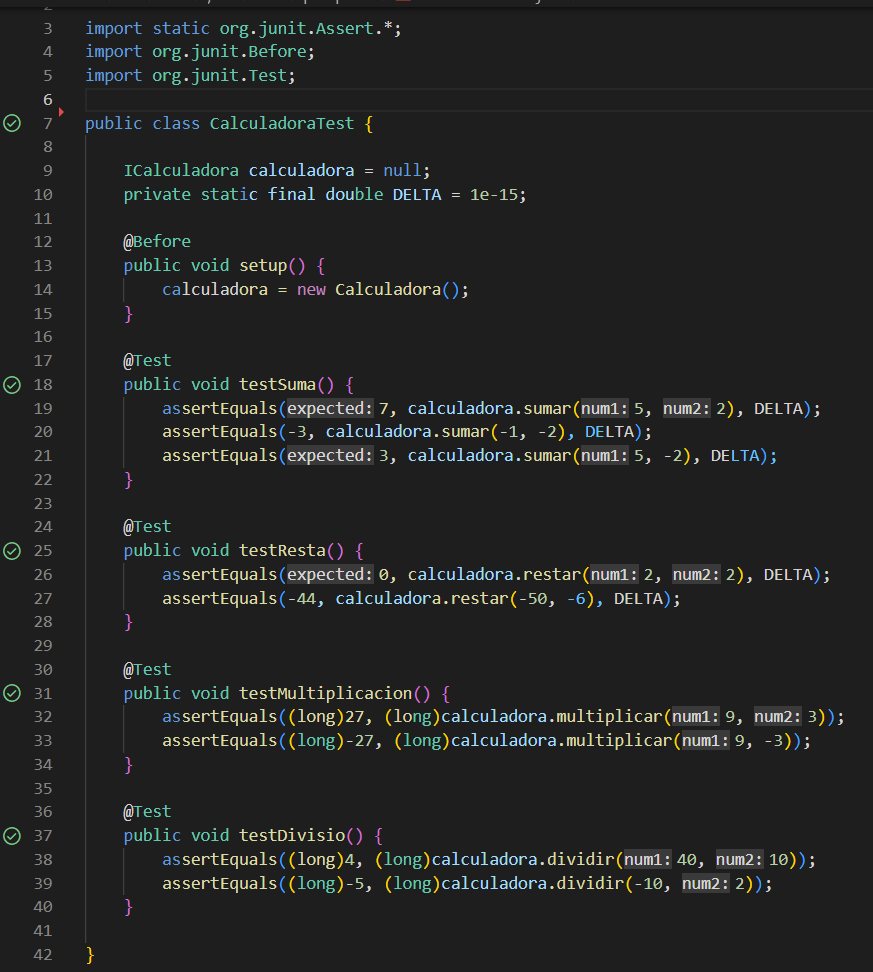 3 import static org.junit.Assert.*;
4 import org.junit.Before;
5 import org.junit.Test;
6
7 public class CalculadoraTest {
8
9 ICalculadora calculadora = null;
10 private static final double DELTA = 1e-15;
11
12 @Before
13 public void setup() {
14 calculadora = new Calculadora();
15 }
16
17 @Test
18 public void testSuma() {
19 assertEquals(expected: 7, calculadora.sumar(num1: 5, num2: 2), DELTA);
20 assertEquals(-3, calculadora.sumar(-1, -2), DELTA);
21 assertEquals(expected: 3, calculadora.sumar(num1: 5, -2), DELTA);
22 }
23
24 @Test
25 public void testResta() {
26 assertEquals(expected: 0, calculadora.restar(num1: 2, num2: 2), DELTA);
27 assertEquals(-44, calculadora.restar(-50, -6), DELTA);
28 }
29
30 @Test
31 public void testMultiplicacion() {
32 assertEquals((long)27, (long)calculadora.multiplicar(num1: 9, num2: 3));
33 assertEquals((long)-27, (long)calculadora.multiplicar(num1: 9, -3));
34 }
35
36 @Test
37 public void testDivisio() {
38 assertEquals((long)4, (long)calculadora.dividir(num1: 40, num2: 10));
39 assertEquals((long)-5, (long)calculadora.dividir(-10, num2: 2));
40 }
41
42 }